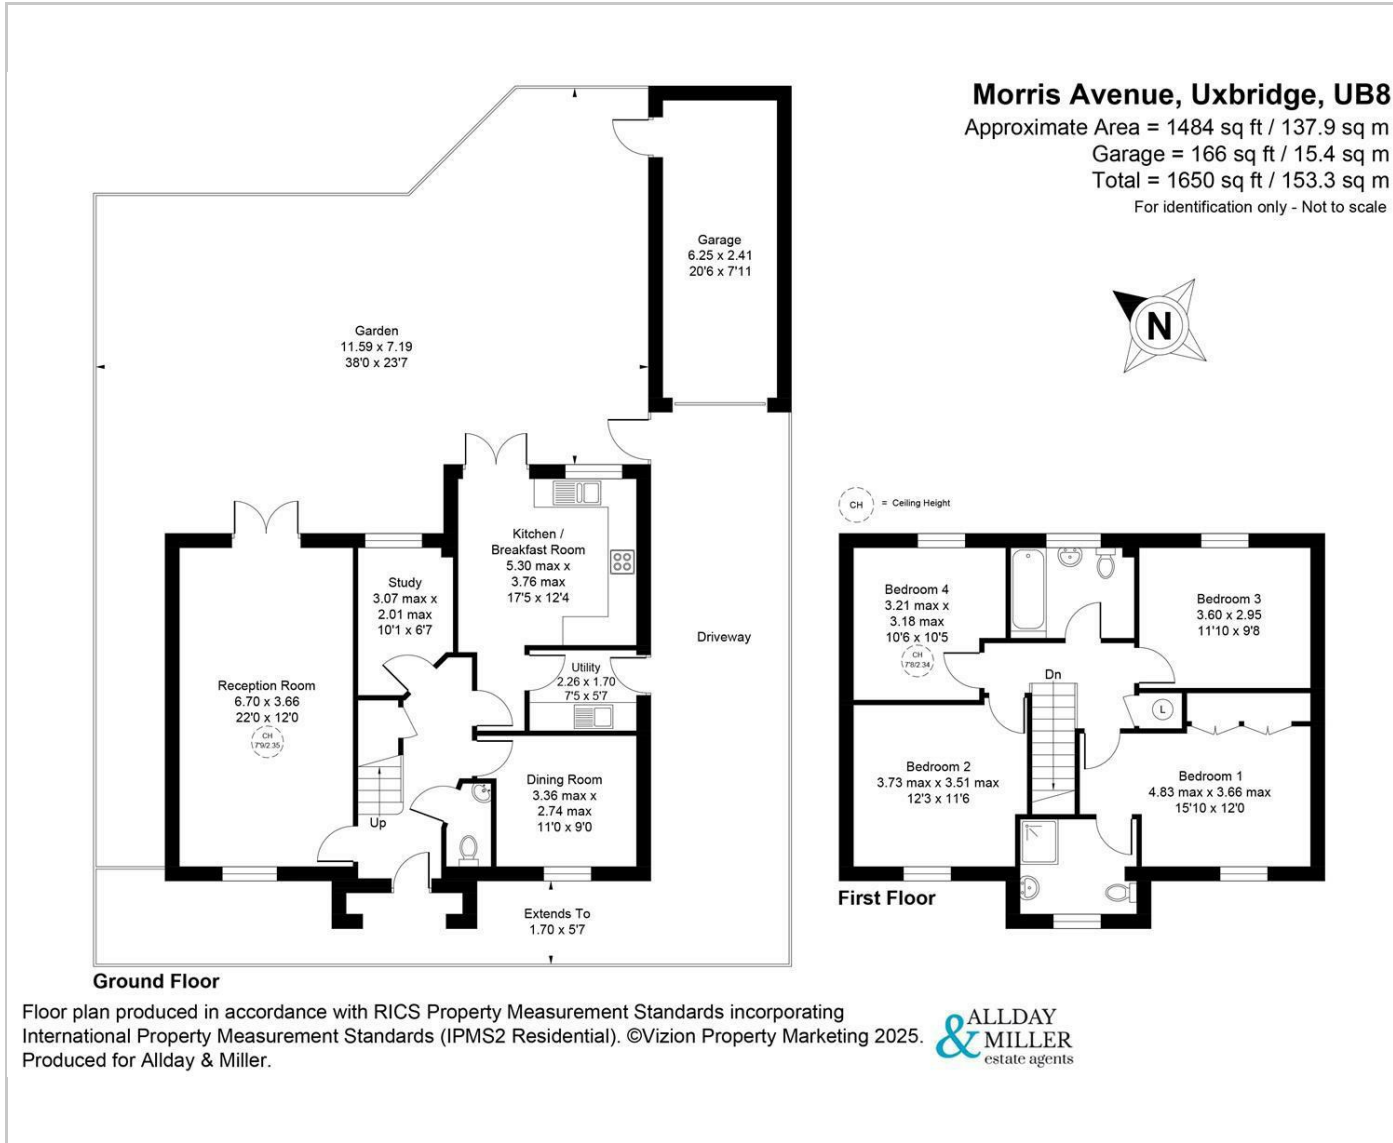 Morris Avenue, Uxbridge, UB8
Approximate Area = 1484 sq ft / 137.9 sq m
Garage = 166 sq ft / 15.4 sq m
Total = 1650 sq ft / 153.3 sq m
For identification only - Not to scale
N
Garage
6.25 x 2.41
20'6 x 7'11
Garden
11.59 x 7.19
38'0 x 23'7
Kitchen /
Breakfast Room
5.30 max x
3.76 max
17'5 x 12'4
Study
3.07 max x
2.01 max
10'1 x 6'7
Driveway
Utility
2.26 x 1.70
7'5 x 5'7
Reception Room
6.70 x 3.66
22'0 x 12'0
CH
7'9/2.35
Dining Room
3.36 max x
2.74 max
11'0 x 9'0
Up
Extends To
1.70 x 5'7
Ground Floor
CH = Ceiling Height
Bedroom 4
3.21 max x
3.18 max
10'6 x 10'5
CH
7'8/2.34
Bedroom 3
3.60 x 2.95
11'10 x 9'8
Dn
L
Bedroom 2
3.73 max x 3.51 max
12'3 x 11'6
Bedroom 1
4.83 max x 3.66 max
15'10 x 12'0
First Floor
Floor plan produced in accordance with RICS Property Measurement Standards incorporating
International Property Measurement Standards (IPMS2 Residential). ©Vizion Property Marketing 2025.
Produced for Allday & Miller.
ALLDAY
& MILLER
estate agents